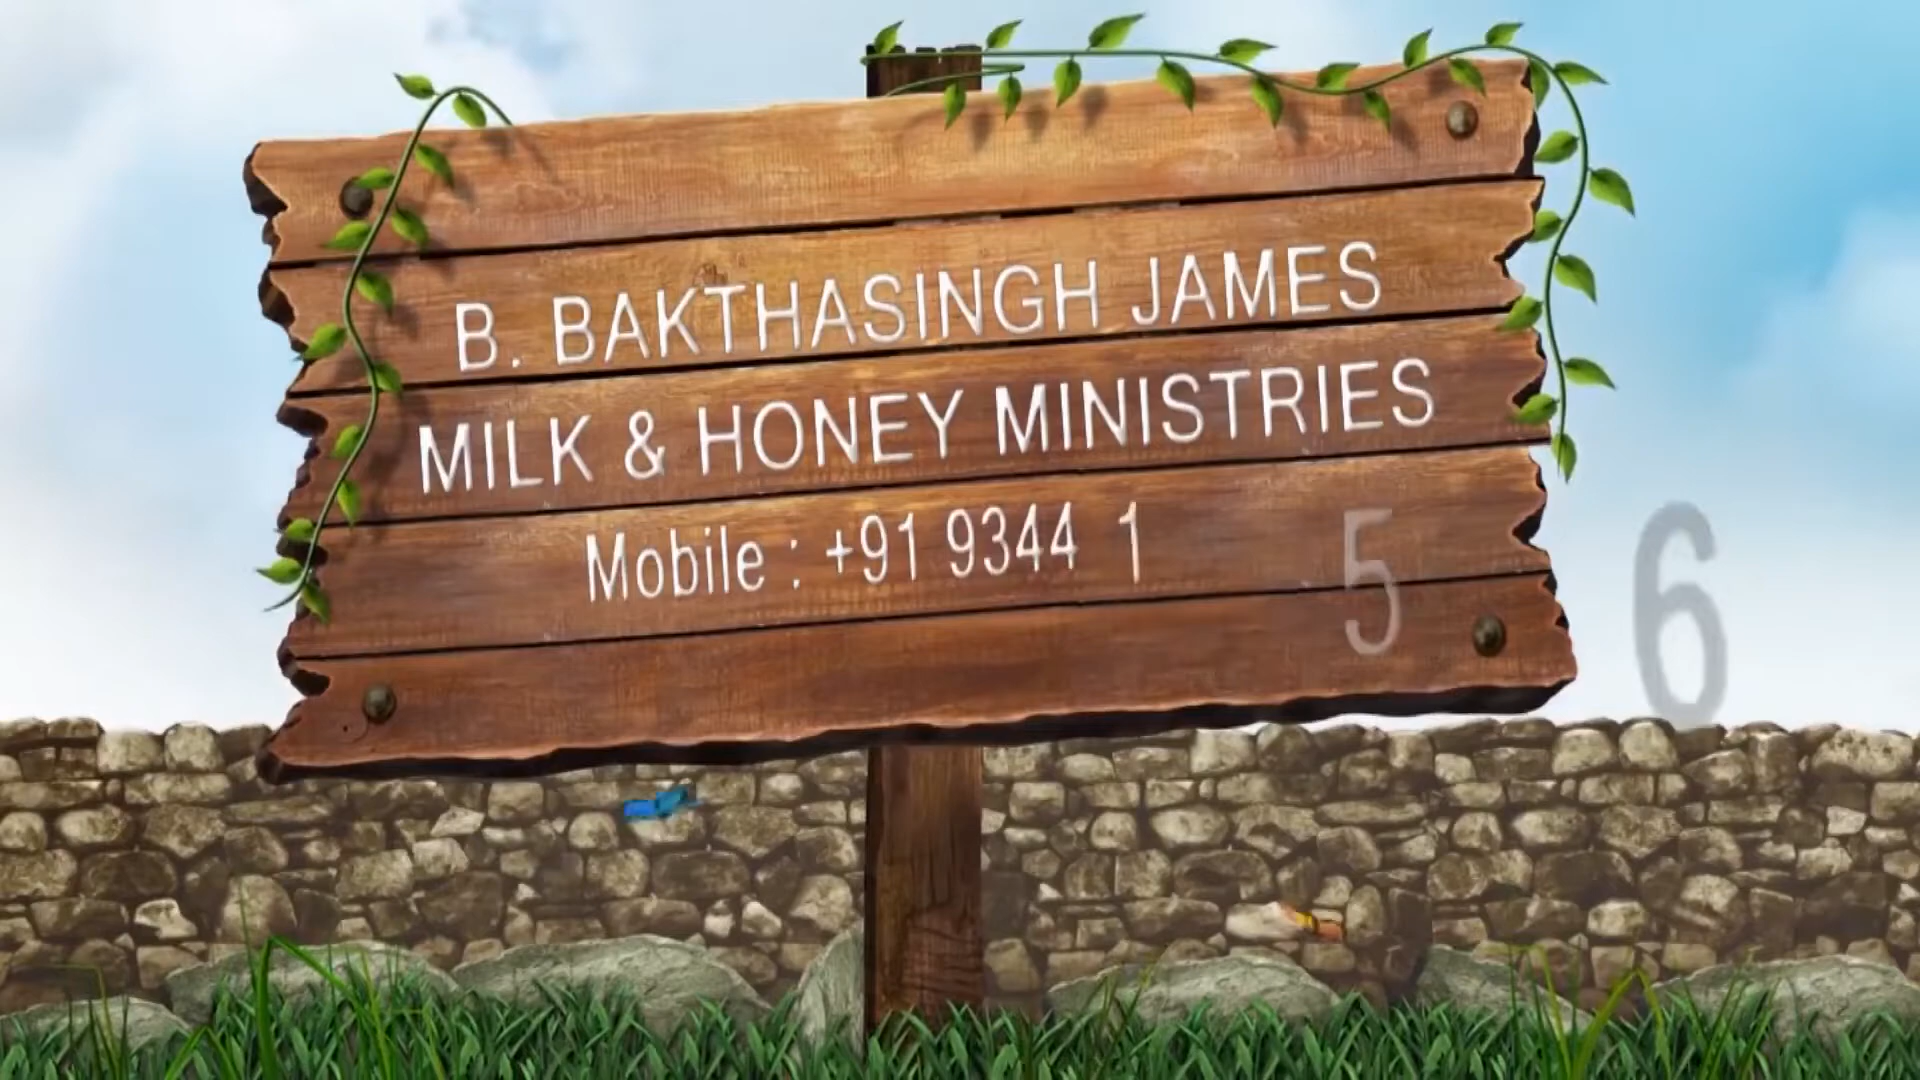 B. BAKTHASINGH JAMES
MILK & HONEY MINISTRIES
Mobile : +91 9344 1 5 6